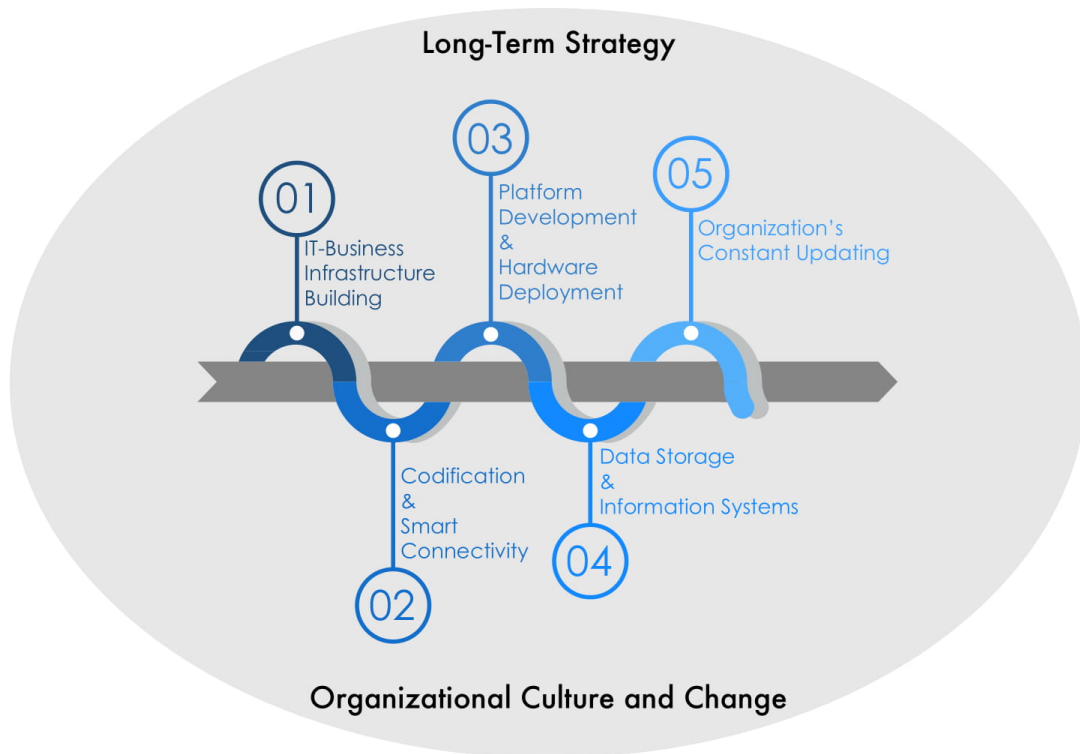 Long-Term Strategy
01
IT-Business
Infrastructure
Building
02
Codification
&
Smart
Connectivity
03
Platform
Development
&
Hardware
Deployment
04
Data Storage
&
Information Systems
05
Organization’s
Constant Updating
Organizational Culture and Change